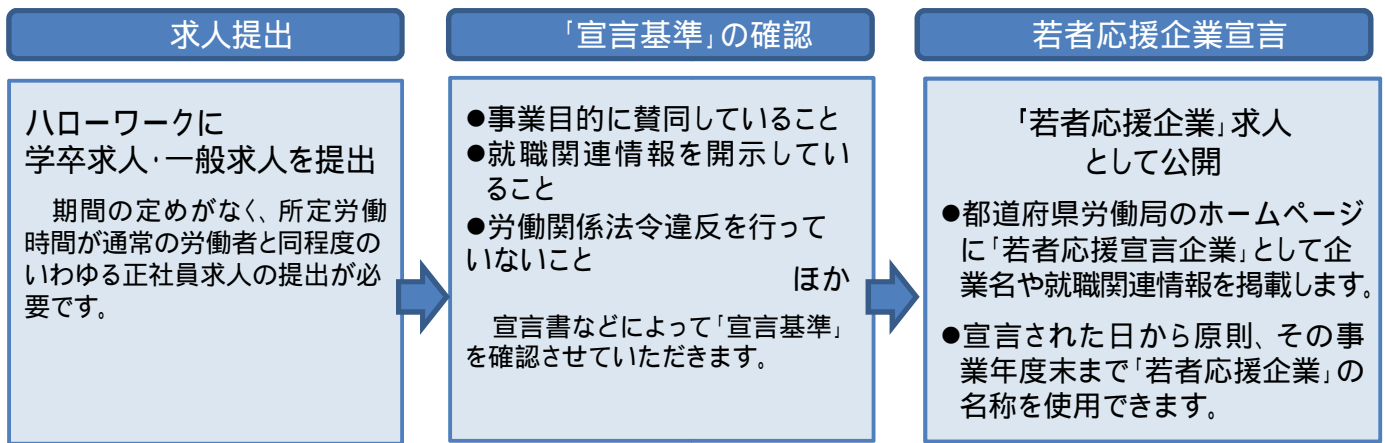 求人提出
ハローワークに
学卒求人・一般求人を提出
期間の定めがなく、所定労働
時間が通常の労働者と同程度の
いわゆる正社員求人の提出が必
要です。
「宣言基準」の確認
●事業目的に賛同していること
●就職関連情報を開示してい
ること
●労働関係法令違反を行って
いないこと
ほか
宣言書などによって「宣言基準」
を確認させていただきます。
若者応援企業宣言
「若者応援企業」求人
として公開
●都道府県労働局のホームページ
に「若者応援宣言企業」として企
業名や就職関連情報を掲載します。
●宣言された日から原則、その事
業年度末まで「若者応援企業」の
名称を使用できます。